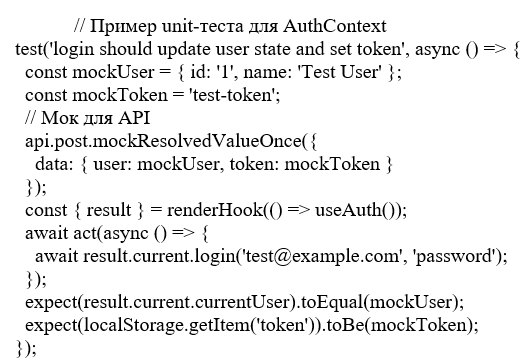 // Пример unit-теста для AuthContext
test('login should update user state and set token', async () => {
const mockUser = { id: '1', name: 'Test User' };
const mockToken = 'test-token';
// Мок для API
api.post.mockResolvedValueOnce({
data: { user: mockUser, token: mockToken }
});
const { result } = renderHook(() => useAuth());
await act(async () => {
await result.current.login('test@example.com', 'password');
});
expect(result.current.currentUser).toEqual(mockUser);
expect(localStorage.getItem('token')).toBe(mockToken);
});